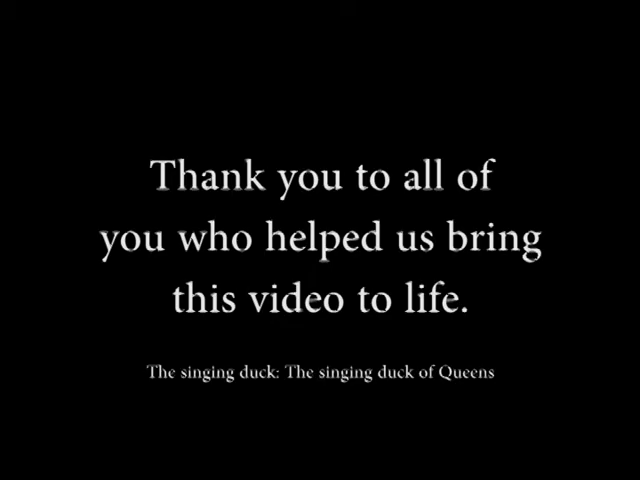 Thank you to all of
you who helped us bring
this video to life.
The singing duck: The singing duck of Queens